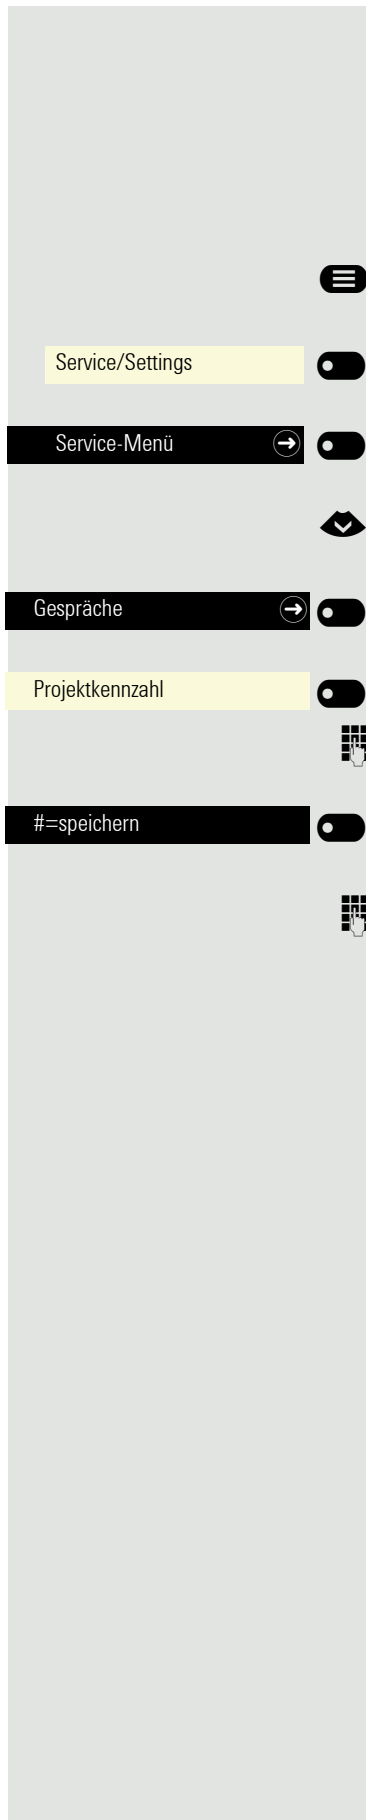 Service/Settings
Service-Menü
Gespräche
Projektkennzahl
#=speichern